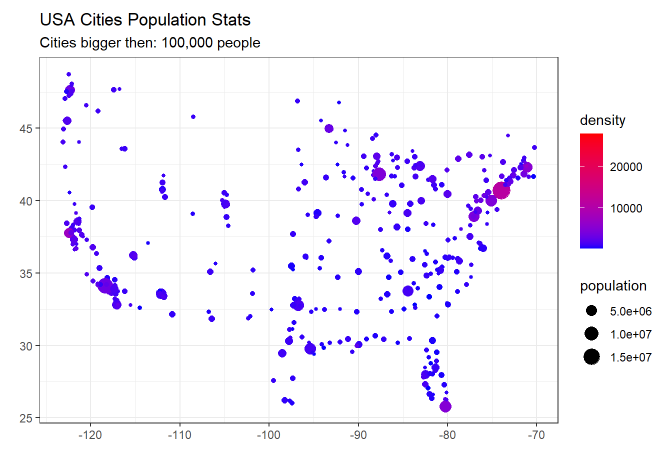 USA Cities Population Stats
Cities bigger then: 100,000 people
45
40
35
30
25
-120
-110
-100
-90
-80
-70
density
20000
10000
population
5.0e+06
1.0e+07
1.5e+07